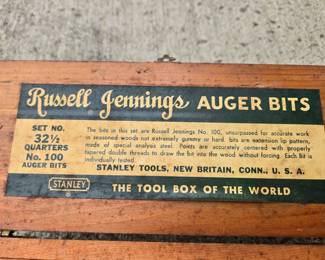 Russell Jennings AUGER BITS
SET NO.
32½
QUARTERS
No. 100
AUGER BITS
The bits in this set are Russell Jennings No. 100, unsurpassed for accurate work
in seasoned woods not extremely gummy or hard. bits are extension lip pattern,
made of special analysis steel. Points are accurately centered with properly
tapered double threads to draw the bit into the wood without forcing. Each Bit is
individually tested.
STANLEY TOOLS, NEW BRITAIN, CONN., U. S. A.
STANLEY
THE TOOL BOX OF THE WORLD